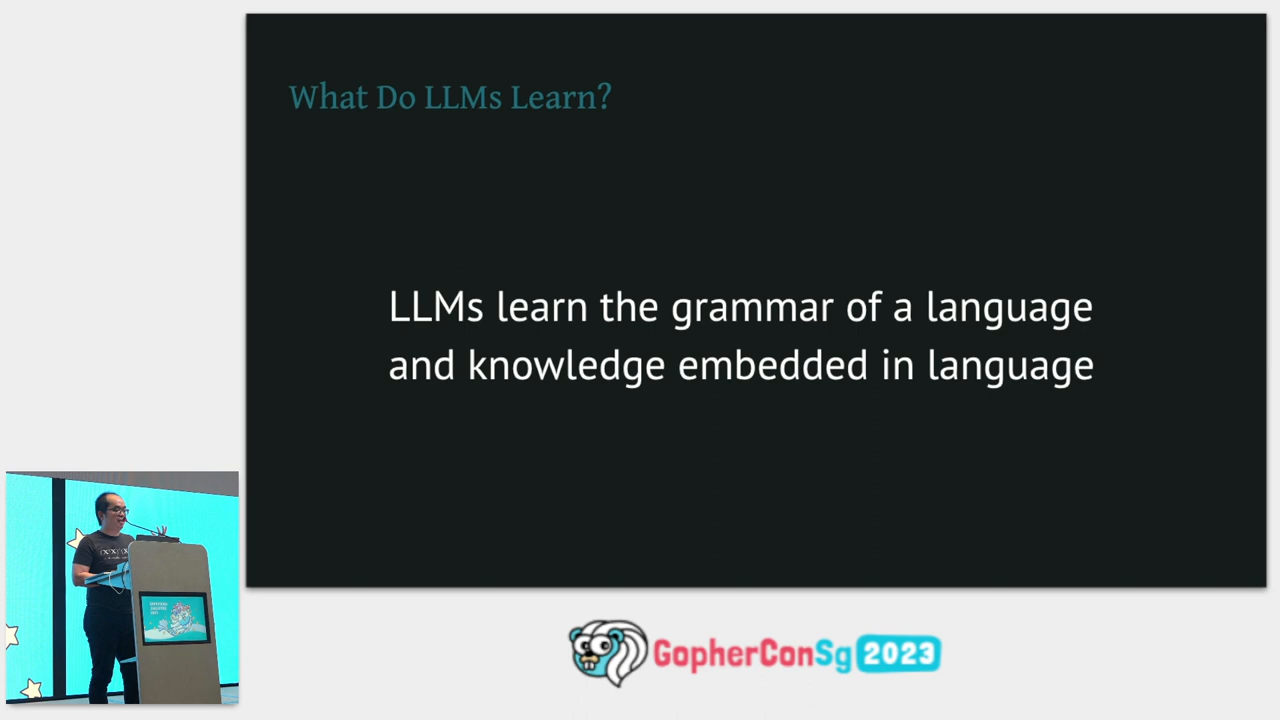 What Do LLMs Learn?
LLMs learn the grammar of a language
and knowledge embedded in language
GopherConSg 2023